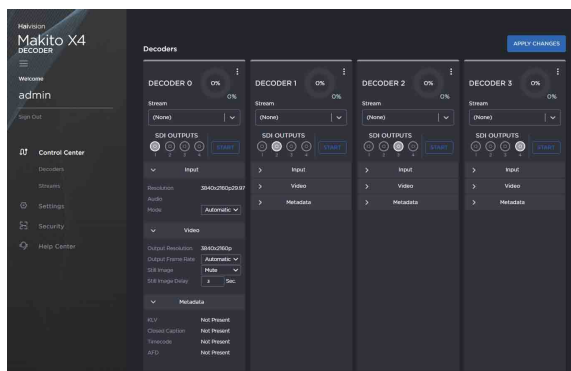 Haivision
Makito X4
DECODER
Welcome
admin
Sign Out
Control Center
Decoders
Streams
Settings
Security
Help Center
Decoders
APPLY CHANGES
DECODER 0
0%
0%
Stream
(None)
SDI OUTPUTS
1 2 3 4
START
Input
Resolution 3840x2160p29.97
Audio
Mode Automatic
Video
Output Resolution 3840x2160p
Output Frame Rate Automatic
Still Image Mute
Still Image Delay 3 Sec.
Metadata
KLV Not Present
Closed Caption Not Present
Timecode Not Present
AFD Not Present
DECODER 1
0%
0%
Stream
(None)
SDI OUTPUTS
1 2 3 4
START
Input
Video
Metadata
DECODER 2
0%
0%
Stream
(None)
SDI OUTPUTS
1 2 3 4
START
Input
Video
Metadata
DECODER 3
0%
0%
Stream
(None)
SDI OUTPUTS
1 2 3 4
START
Input
Video
Metadata